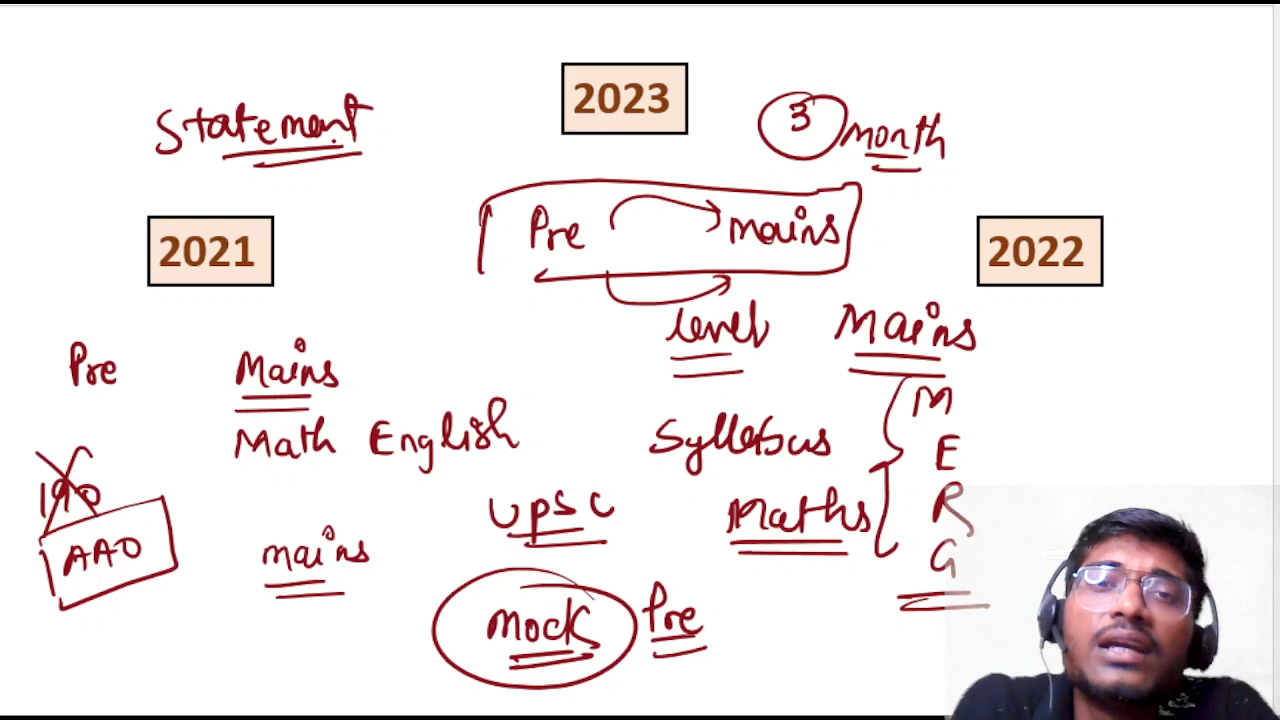 2023
Statement
3 month
Pre mains
2021
2022
level Mains
Pre Mains
M
Math English Syllabus
E
UPSC Maths
R
AAO mains
G
mock Pre